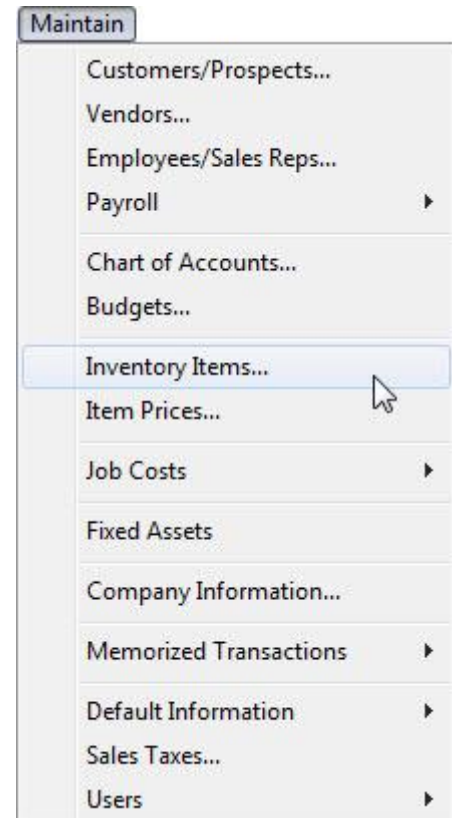 Maintain
Customers/Prospects...
Vendors...
Employees/Sales Reps...
Payroll
Chart of Accounts...
Budgets...
Inventory Items...
Item Prices...
Job Costs
Fixed Assets
Company Information...
Memorized Transactions
Default Information
Sales Taxes...
Users